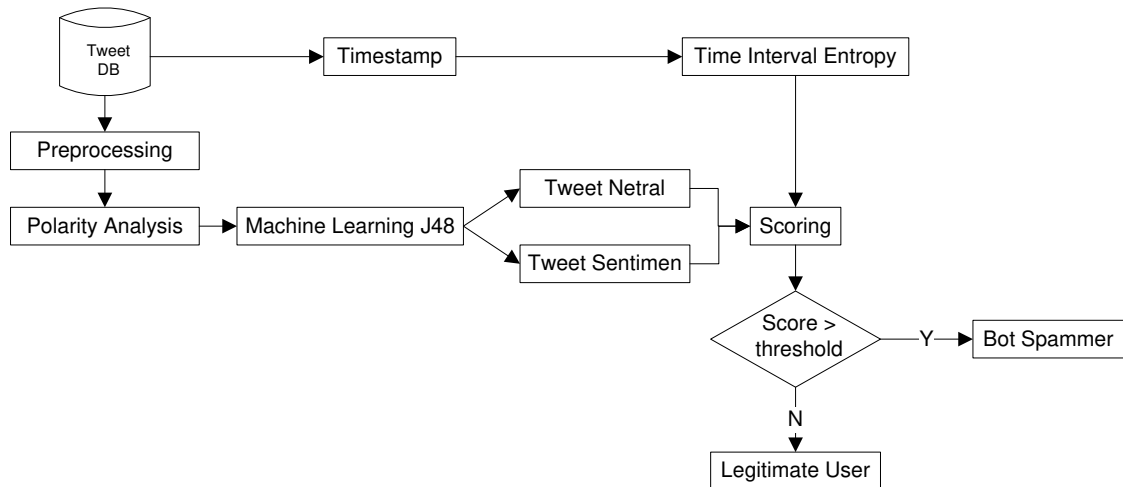 Tweet
DB
Timestamp
Time Interval Entropy
Preprocessing
Polarity Analysis
Machine Learning J48
Tweet Netral
Tweet Sentimen
Scoring
Score >
threshold
Y
Bot Spammer
N
Legitimate User